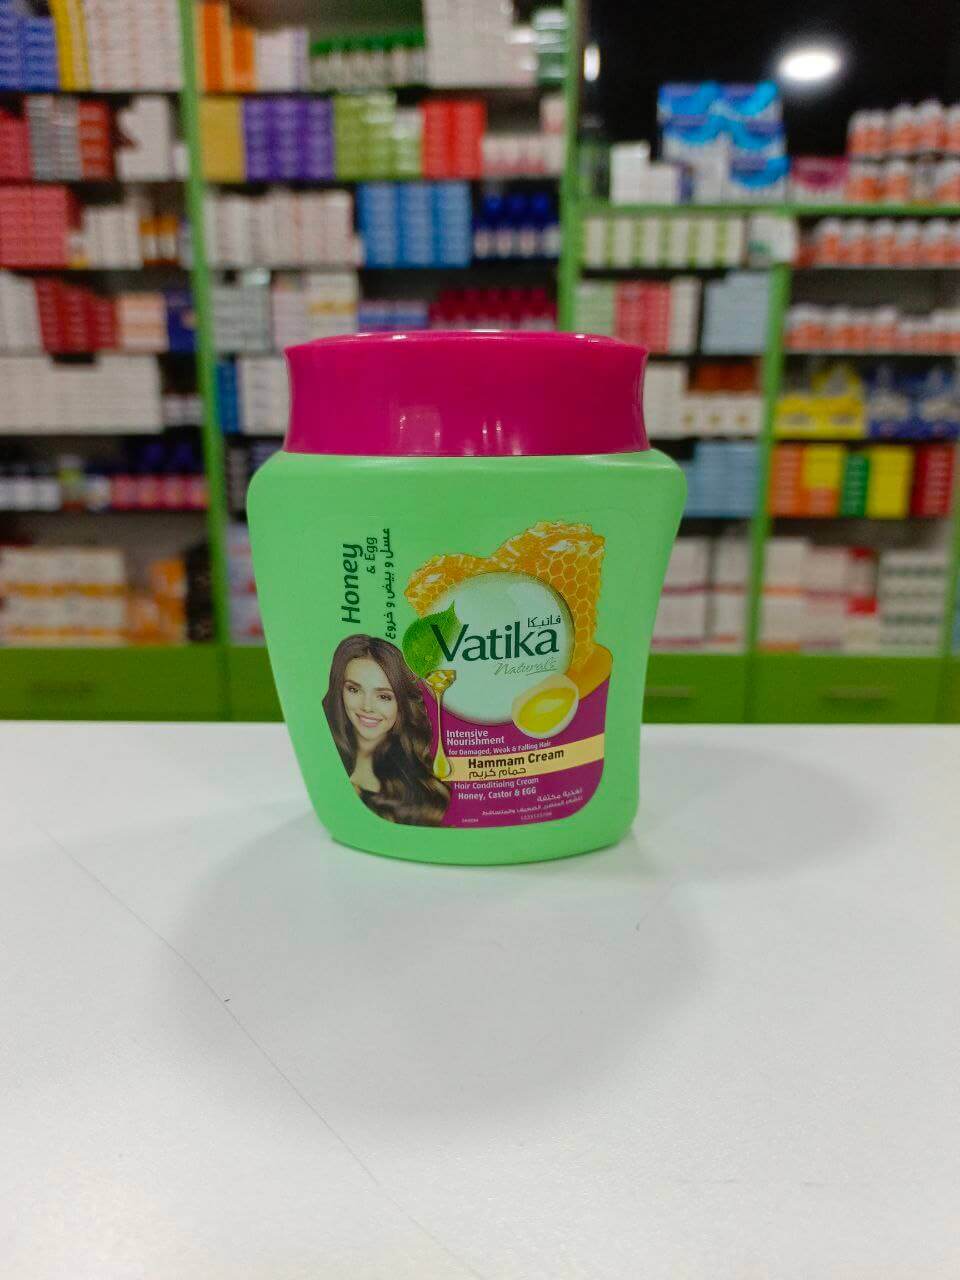 Honey
& Egg
عسل و بيض و خروع
فاتيكا
Vatika
Naturals
Intensive
Nourishment
for Damaged, Weak & Falling Hair
Hammam Cream
حمام كريم
Hair Conditioing Cream
Honey, Castor & EGG
تغذية مكثفة